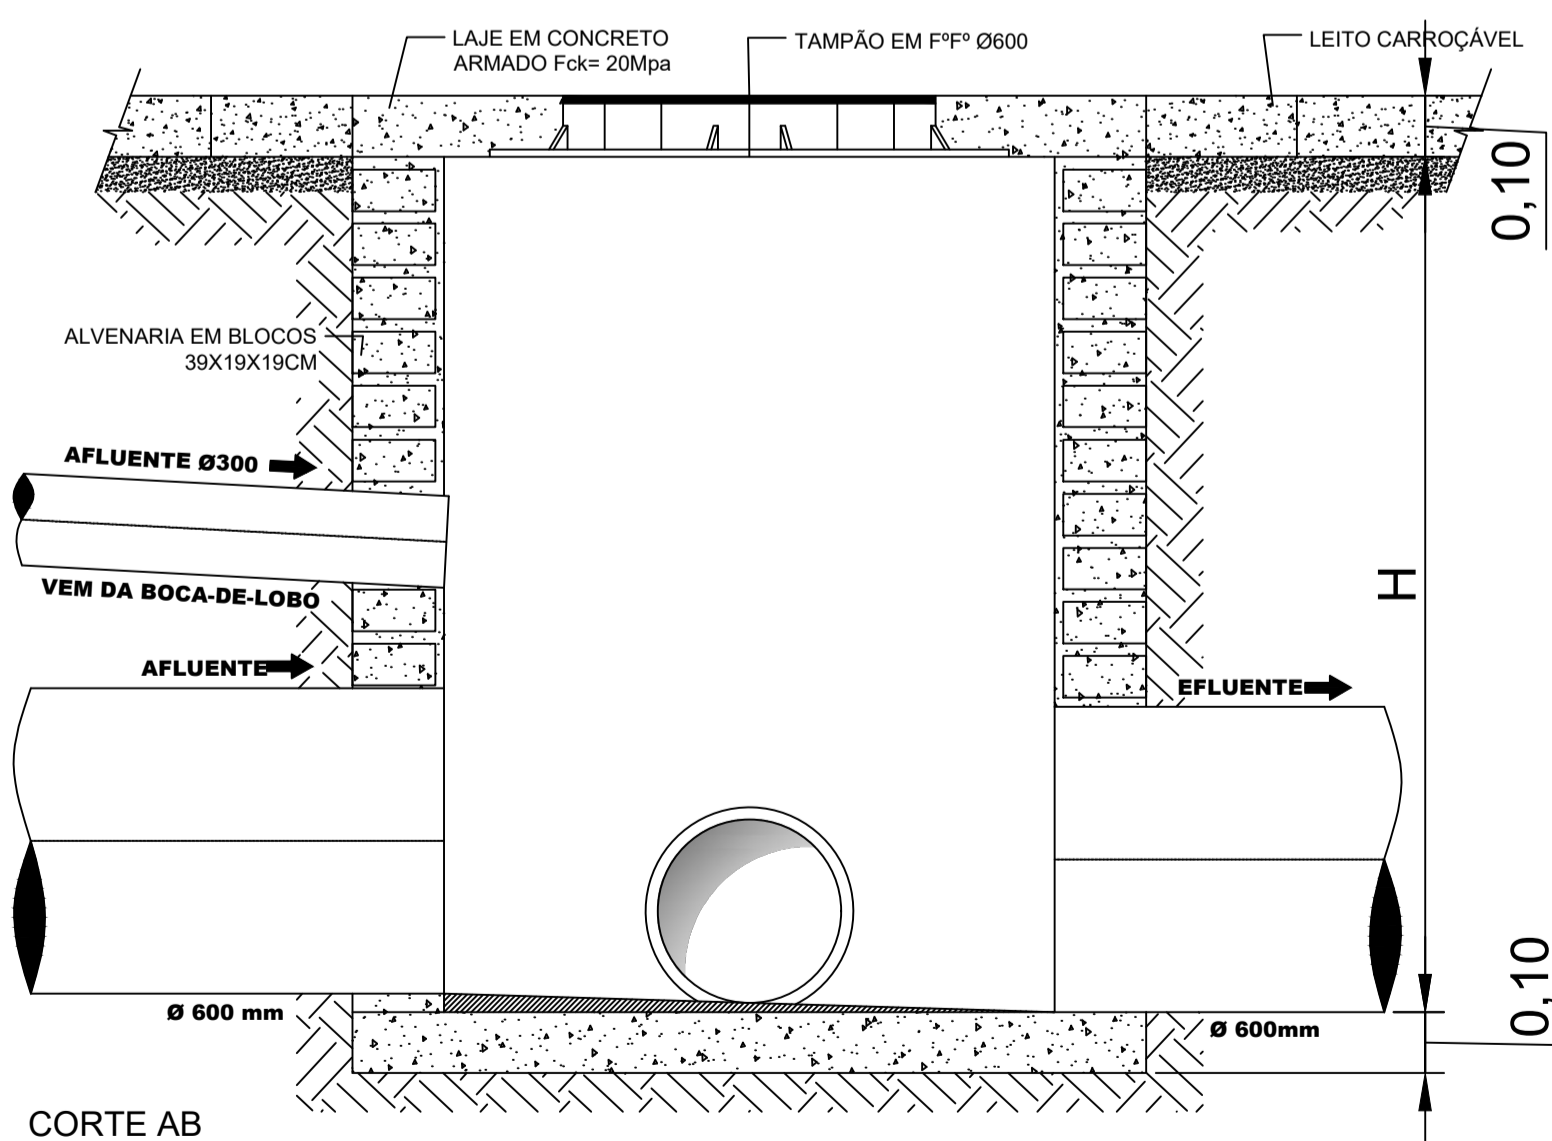 LAJE EM CONCRETO
ARMADO Fck= 20Mpa
TAMPÃO EM FºFº Ø600
LEITO CARROÇÁVEL
0,10
ALVENARIA EM BLOCOS
39X19X19CM
AFLUENTE Ø300
VEM DA BOCA-DE-LOBO
H
AFLUENTE
EFLUENTE
0,10
Ø 600 mm
Ø 600mm
CORTE AB